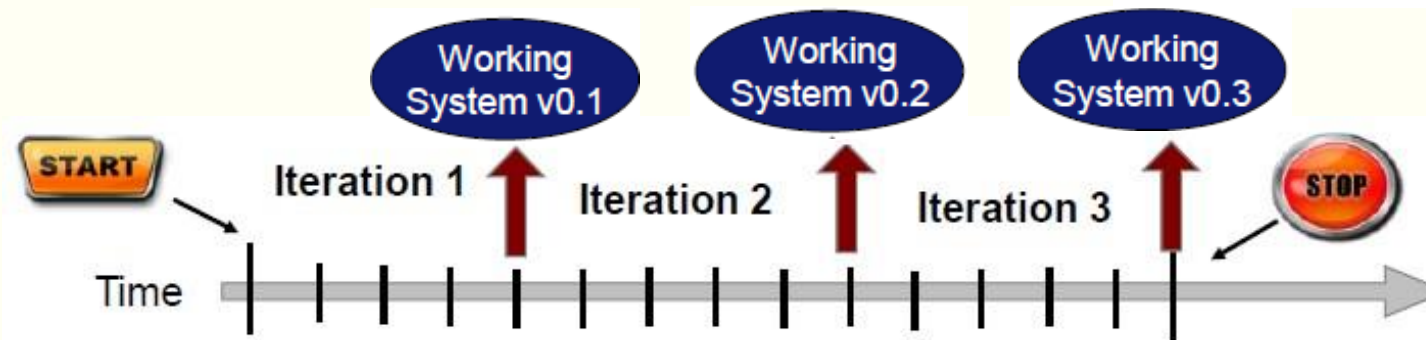 Working
System v0.1
Working
System v0.2
Working
System v0.3
START
Iteration 1
Iteration 2
Iteration 3
STOP
Time